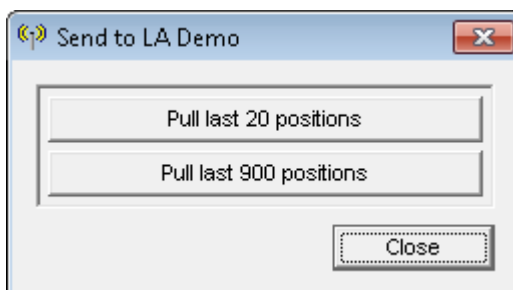 Send to LA Demo
Pull last 20 positions
Pull last 900 positions
Close